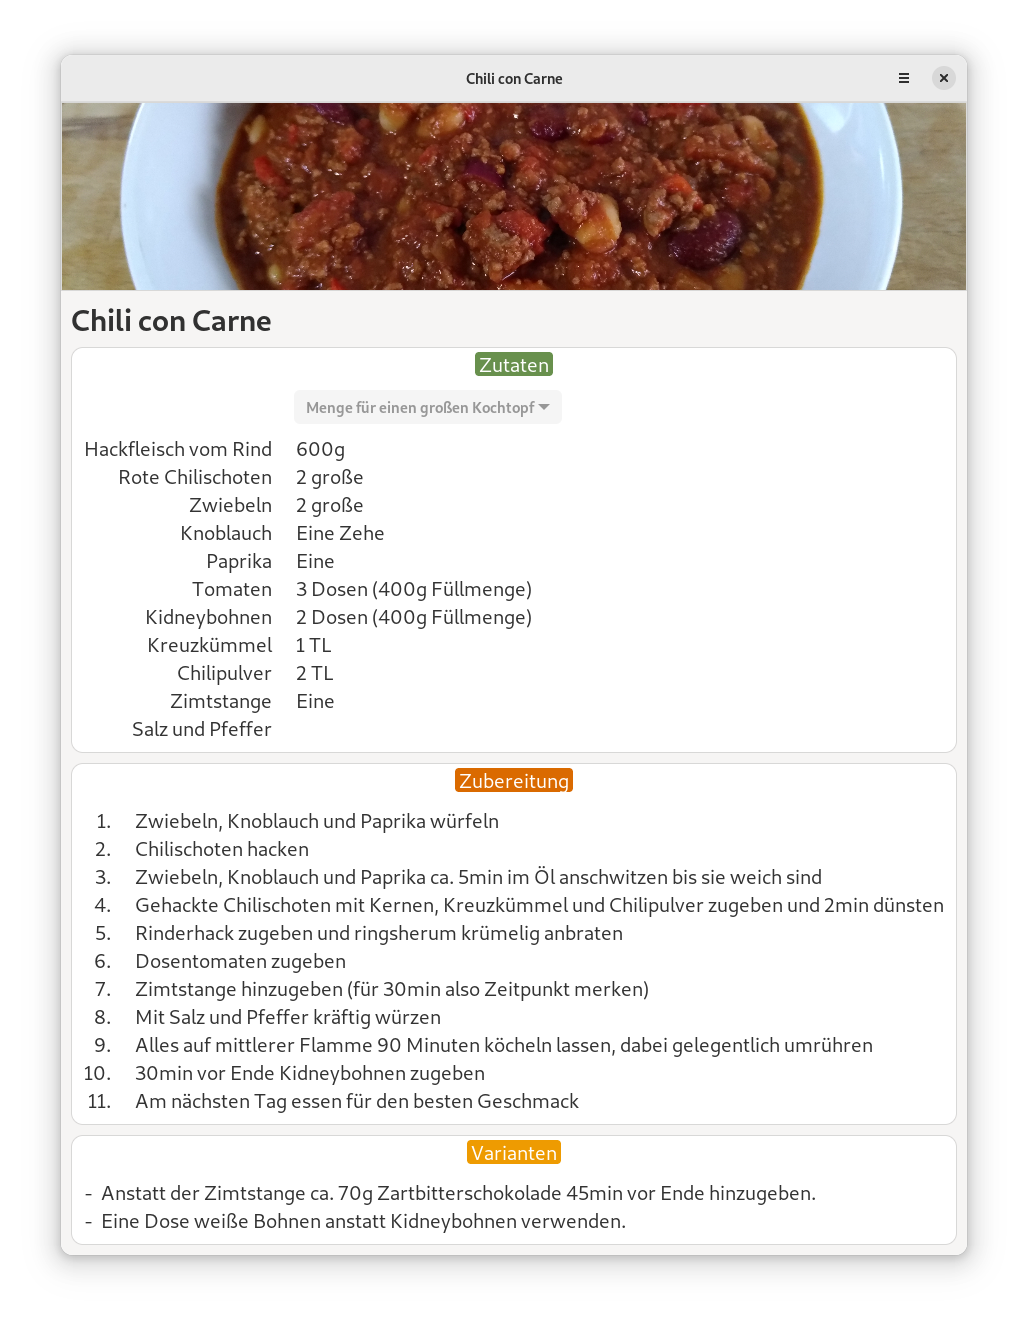 Chili con Carne
Chili con Carne
Zutaten
Menge für einen großen Kochtopf
Hackfleisch vom Rind 600g
Rote Chilischoten 2 große
Zwiebeln 2 große
Knoblauch Eine Zehe
Paprika Eine
Tomaten 3 Dosen (400g Füllmenge)
Kidneybohnen 2 Dosen (400g Füllmenge)
Kreuzkümmel 1 TL
Chilipulver 2 TL
Zimtstange Eine
Salz und Pfeffer
Zubereitung
1. Zwiebeln, Knoblauch und Paprika würfeln
2. Chilischoten hacken
3. Zwiebeln, Knoblauch und Paprika ca. 5min im Öl anschwitzen bis sie weich sind
4. Gehackte Chilischoten mit Kernen, Kreuzkümmel und Chilipulver zugeben und 2min dünsten
5. Rinderhack zugeben und ringsherum krümelig anbraten
6. Dosentomaten zugeben
7. Zimtstange hinzugeben (für 30min also Zeitpunkt merken)
8. Mit Salz und Pfeffer kräftig würzen
9. Alles auf mittlerer Flamme 90 Minuten köcheln lassen, dabei gelegentlich umrühren
10. 30min vor Ende Kidneybohnen zugeben
11. Am nächsten Tag essen für den besten Geschmack
Varianten
- Anstatt der Zimtstange ca. 70g Zartbitterschokolade 45min vor Ende hinzugeben.
- Eine Dose weiße Bohnen anstatt Kidneybohnen verwenden.